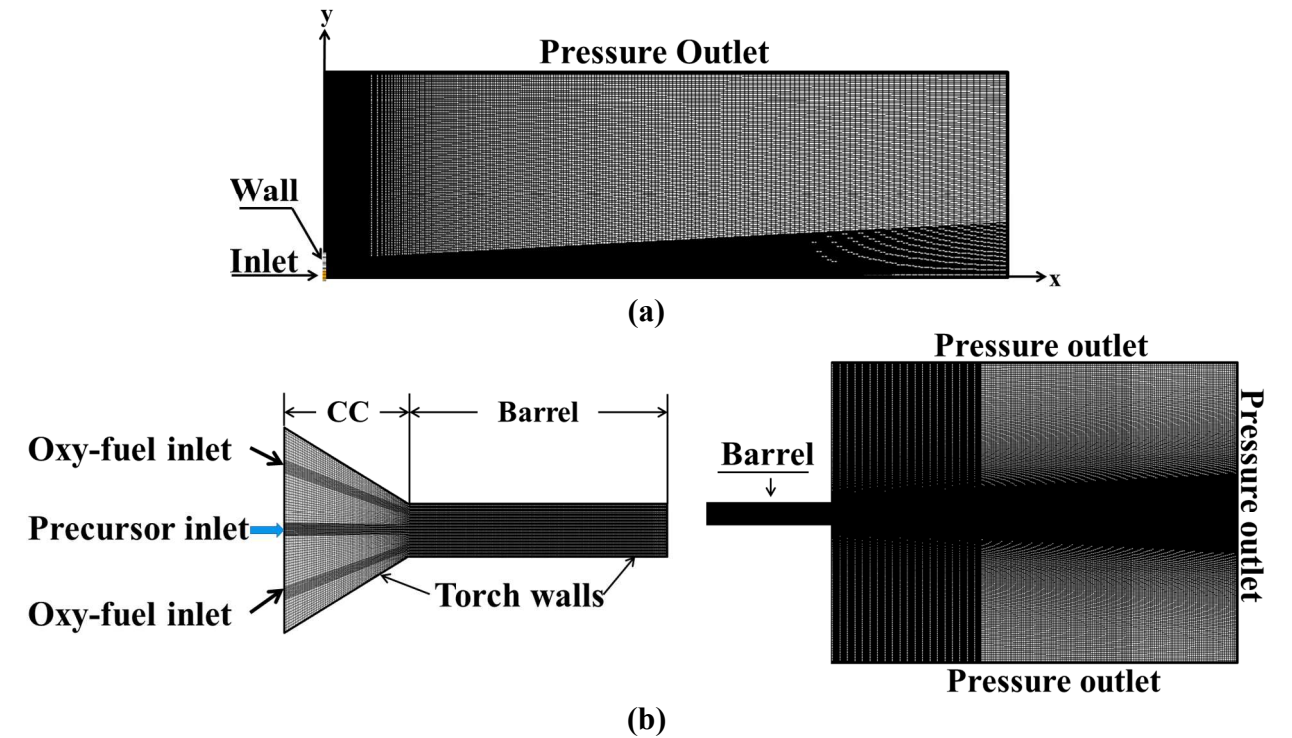 y
Pressure Outlet
Wall
Inlet
x
(a)
Pressure outlet
CC
Barrel
Oxy-fuel inlet
Precursor inlet
Oxy-fuel inlet
Torch walls
Barrel
Pressure outlet
Pressure outlet
(b)